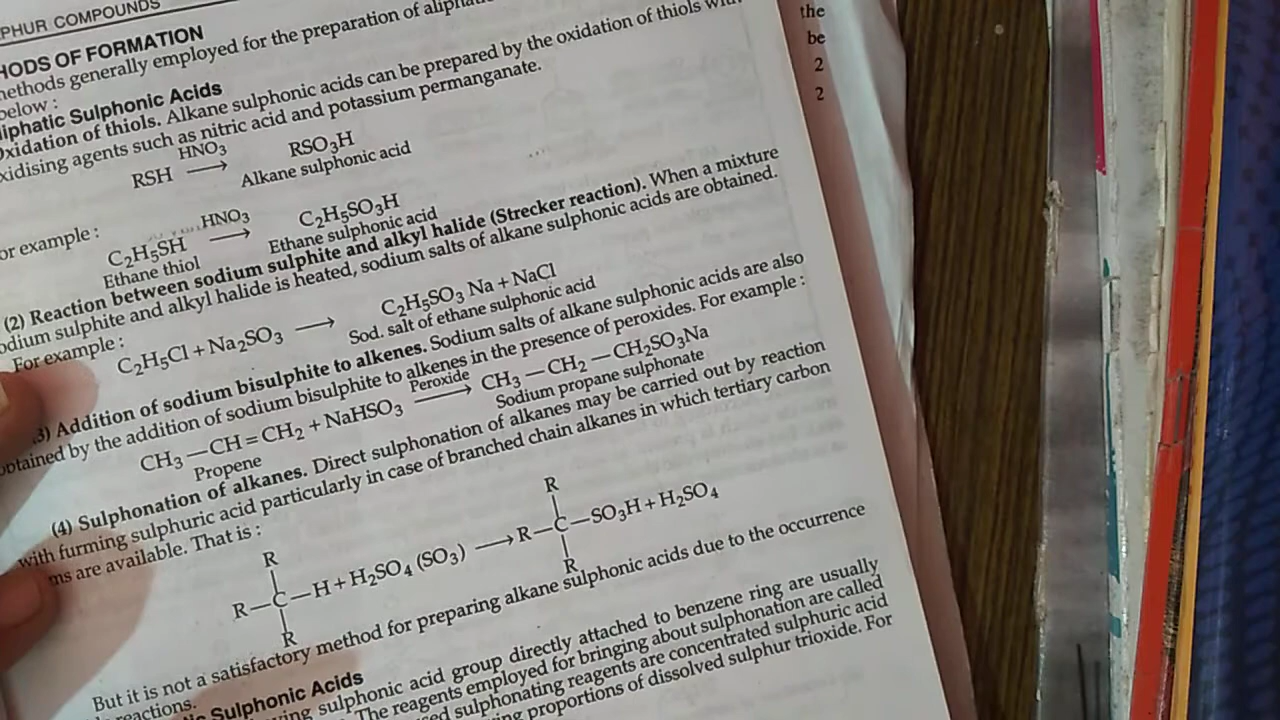 PHUR COMPOUNDS
HODS OF FORMATION
methods generally employed for the preparation of
below :
liphatic Sulphonic Acids
Oxidation of thiols. Alkane sulphonic acids can be prepared by the oxidation of thiols
xidising agents such as nitric acid and potassium permanganate.
RSH —HNO₃→ RSO₃H
Alkane sulphonic acid
or example :
C₂H₅SH —HNO₃→ C₂H₅SO₃H
Ethane thiol Ethane sulphonic acid
(2) Reaction between sodium sulphite and alkyl halide (Strecker reaction). When a mixture
odium sulphite and alkyl halide is heated, sodium salts of alkane sulphonic acids are obtained.
For example :
C₂H₅Cl + Na₂SO₃ ⟶ C₂H₅SO₃ Na + NaCl
Sod. salt of ethane sulphonic acid
3) Addition of sodium bisulphite to alkenes. Sodium salts of alkane sulphonic acids are also
obtained by the addition of sodium bisulphite to alkenes in the presence of peroxides. For example :
CH₃ — CH = CH₂ + NaHSO₃ —Peroxide→ CH₃ — CH₂ — CH₂SO₃Na
Propene Sodium propane sulphonate
(4) Sulphonation of alkanes. Direct sulphonation of alkanes may be carried out by reaction
with furming sulphuric acid particularly in case of branched chain alkanes in which tertiary carbon
ms are available. That is :
R R
R—C—H + H₂SO₄ (SO₃) ⟶ R—C—SO₃H + H₂SO₄
R R
But it is not a satisfactory method for preparing alkane sulphonic acids due to the occurrence
reactions.
Sulphonic Acids
sulphonic acid group directly attached to benzene ring are usually
The reagents employed for bringing about sulphonation are called
sulphonating reagents are concentrated sulphuric acid
proportions of dissolved sulphur trioxide. For
the
be
2
2